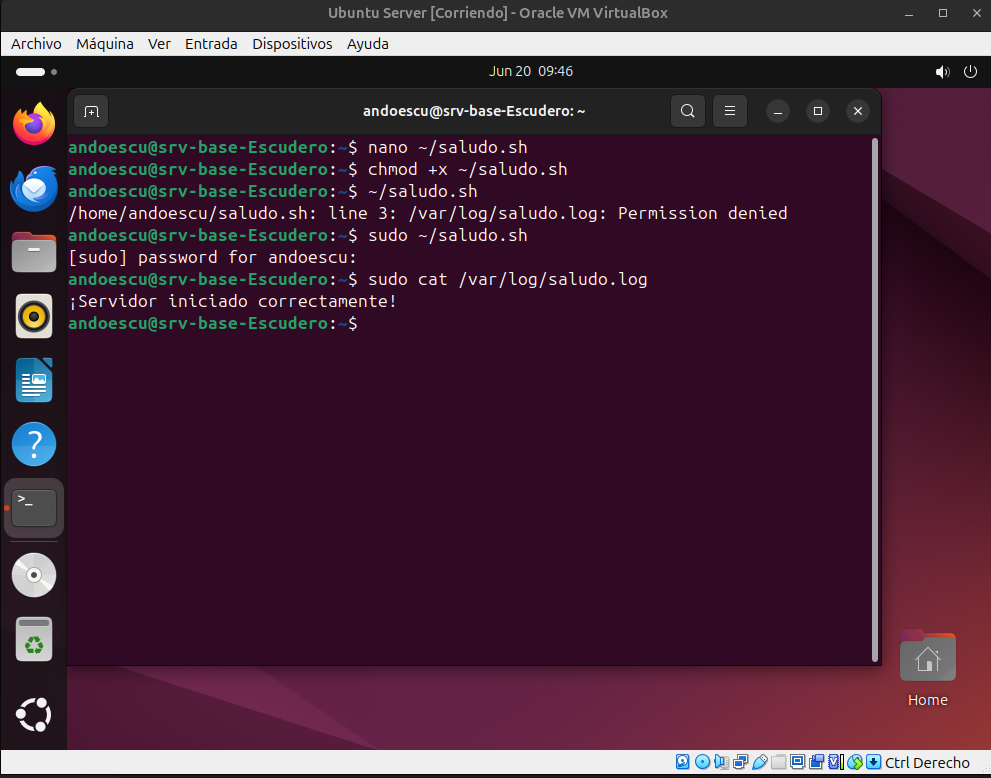 Ubuntu Server [Corriendo] - Oracle VM VirtualBox
Archivo Máquina Ver Entrada Dispositivos Ayuda
Jun 20 09:46
andoescu@srv-base-Escudero: ~
andoescu@srv-base-Escudero:~$ nano ~/saludo.sh
andoescu@srv-base-Escudero:~$ chmod +x ~/saludo.sh
andoescu@srv-base-Escudero:~$ ~/saludo.sh
/home/andoescu/saludo.sh: line 3: /var/log/saludo.log: Permission denied
andoescu@srv-base-Escudero:~$ sudo ~/saludo.sh
[sudo] password for andoescu:
andoescu@srv-base-Escudero:~$ sudo cat /var/log/saludo.log
¡Servidor iniciado correctamente!
andoescu@srv-base-Escudero:~$
Home
Ctrl Derecho